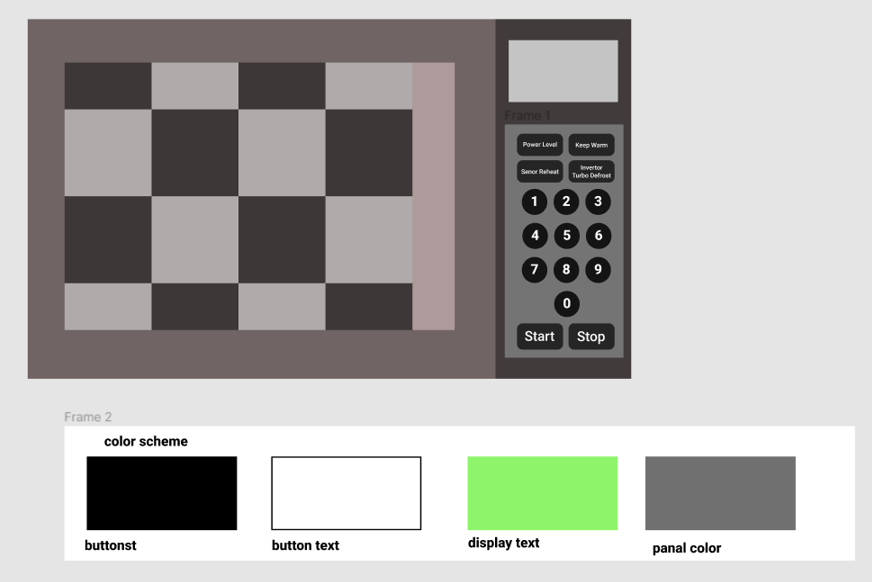 Frame 1
Power Level
Keep Warm
Senor Reheat
Invertor
Turbo Defrost
1 2 3
4 5 6
7 8 9
0
Start Stop
Frame 2
color scheme
buttonst
button text
display text
panal color